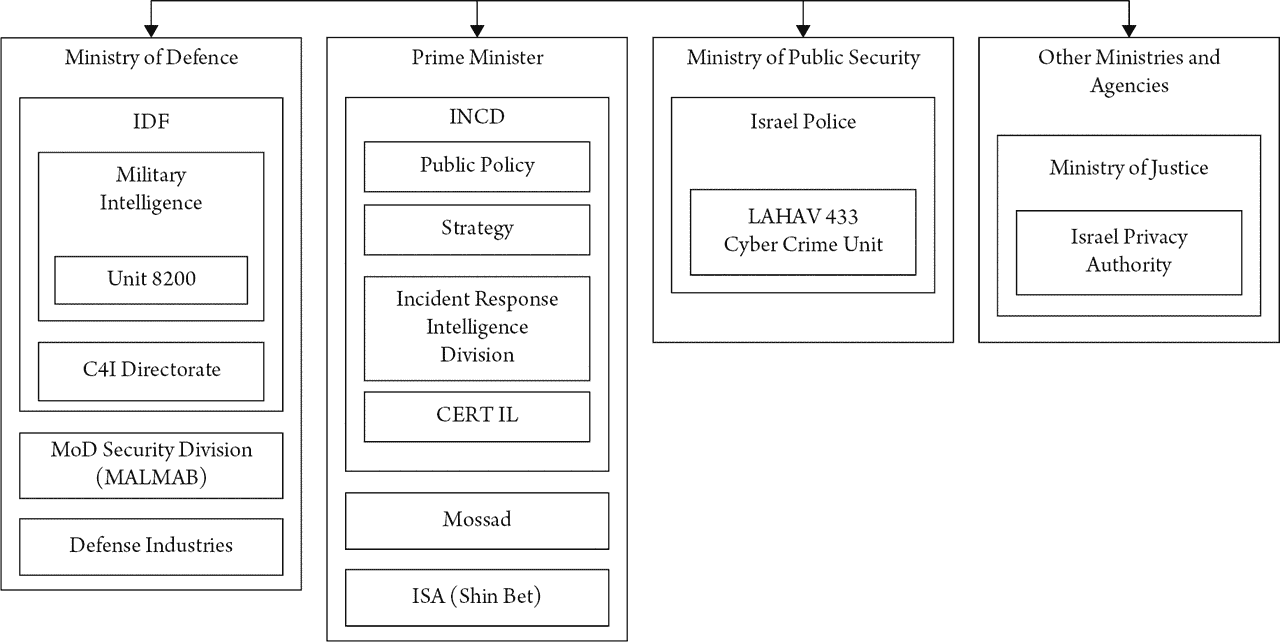 Ministry of Defence
IDF
Military
Intelligence
Unit 8200
C4I Directorate
MoD Security Division
(MALMAB)
Defense Industries
Prime Minister
INCD
Public Policy
Strategy
Incident Response
Intelligence
Division
CERT IL
Mossad
ISA (Shin Bet)
Ministry of Public Security
Israel Police
LAHAV 433
Cyber Crime Unit
Other Ministries and
Agencies
Ministry of Justice
Israel Privacy
Authority